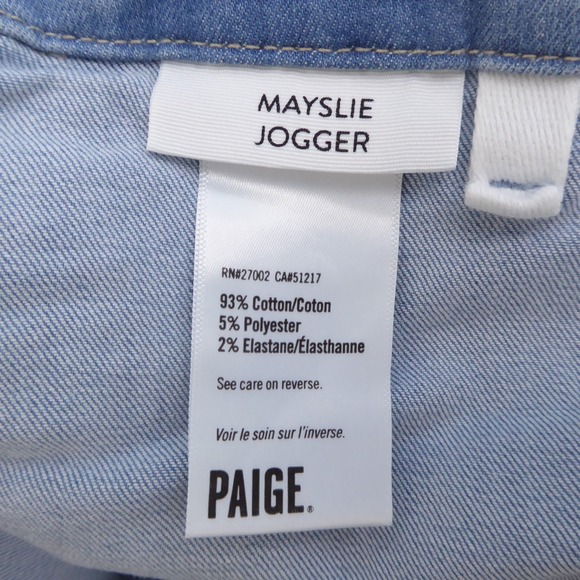 MAYSLIE
JOGGER
RN#27002 CA#51217
93% Cotton/Coton
5% Polyester
2% Elastane/Élasthanne
See care on reverse.
Voir le soin sur l'inverse.
PAIGE®